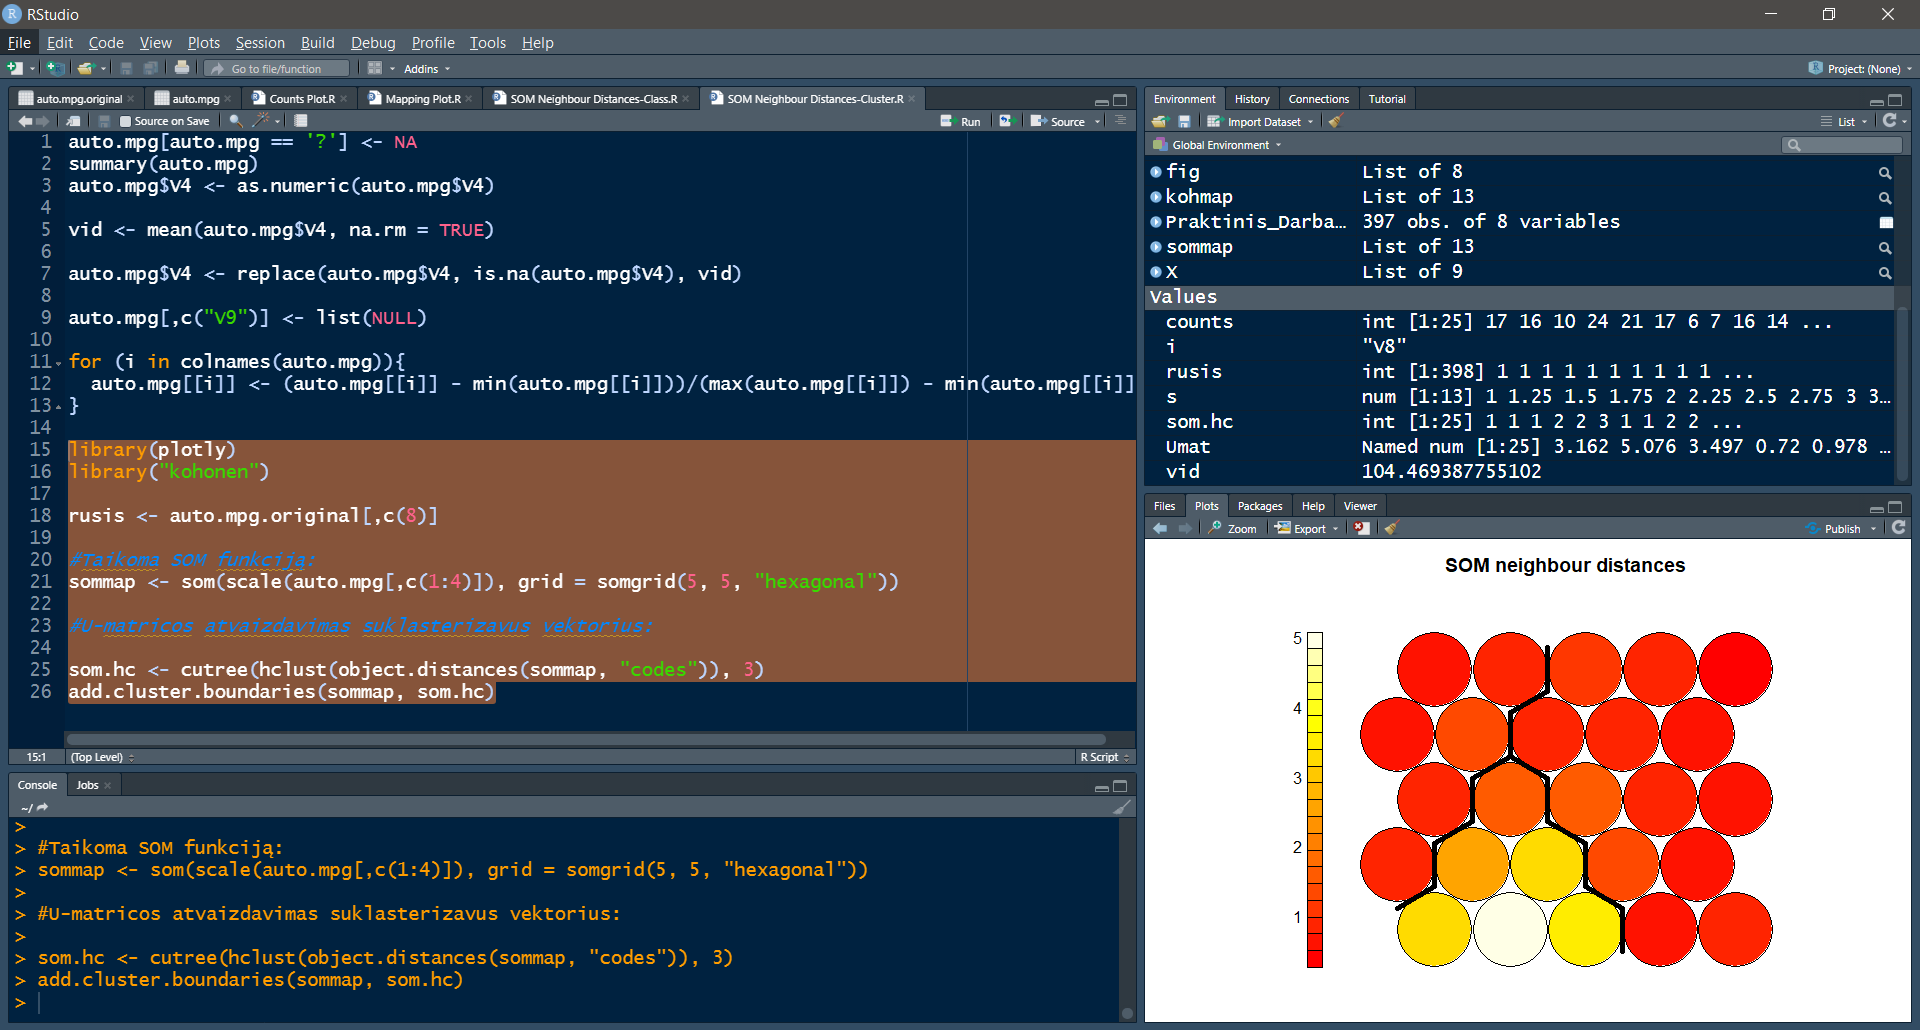 RStudio
File Edit Code View Plots Session Build Debug Profile Tools Help
Go to file/function Addins Project: (None)
auto.mpg.original auto.mpg Counts Plot.R Mapping Plot.R SOM Neighbour Distances-Class.R SOM Neighbour Distances-Cluster.R
Source on Save Run Source
1 auto.mpg[auto.mpg == '?'] <- NA
2 summary(auto.mpg)
3 auto.mpg$V4 <- as.numeric(auto.mpg$V4)
4
5 vid <- mean(auto.mpg$V4, na.rm = TRUE)
6
7 auto.mpg$V4 <- replace(auto.mpg$V4, is.na(auto.mpg$V4), vid)
8
9 auto.mpg[,c("V9")] <- list(NULL)
10
11 for (i in colnames(auto.mpg)){
12 auto.mpg[[i]] <- (auto.mpg[[i]] - min(auto.mpg[[i]]))/(max(auto.mpg[[i]]) - min(auto.mpg[[i]]
13 }
14
15 library(plotly)
16 library("kohonen")
17
18 rusis <- auto.mpg.original[,c(8)]
19
20 #Taikoma SOM funkciją:
21 sommap <- som(scale(auto.mpg[,c(1:4)]), grid = somgrid(5, 5, "hexagonal"))
22
23 #U-matricos atvaizdavimas suklasterizavus vektorius:
24
25 som.hc <- cutree(hclust(object.distances(sommap, "codes")), 3)
26 add.cluster.boundaries(sommap, som.hc)
15:1 (Top Level) R Script
Console Jobs
~/
>
> #Taikoma SOM funkciją:
> sommap <- som(scale(auto.mpg[,c(1:4)]), grid = somgrid(5, 5, "hexagonal"))
>
> #U-matricos atvaizdavimas suklasterizavus vektorius:
>
> som.hc <- cutree(hclust(object.distances(sommap, "codes")), 3)
> add.cluster.boundaries(sommap, som.hc)
>
Environment History Connections Tutorial
Import Dataset List
Global Environment
fig List of 8
kohmap List of 13
Praktinis_Darba… 397 obs. of 8 variables
sommap List of 13
X List of 9
Values
counts int [1:25] 17 16 10 24 21 17 6 7 16 14 ...
i "V8"
rusis int [1:398] 1 1 1 1 1 1 1 1 1 1 ...
s num [1:13] 1 1.25 1.5 1.75 2 2.25 2.5 2.75 3 3…
som.hc int [1:25] 1 1 1 2 2 3 1 1 2 2 ...
Umat Named num [1:25] 3.162 5.076 3.497 0.72 0.978 …
vid 104.469387755102
Files Plots Packages Help Viewer
Zoom Export Publish
SOM neighbour distances
5
4
3
2
1